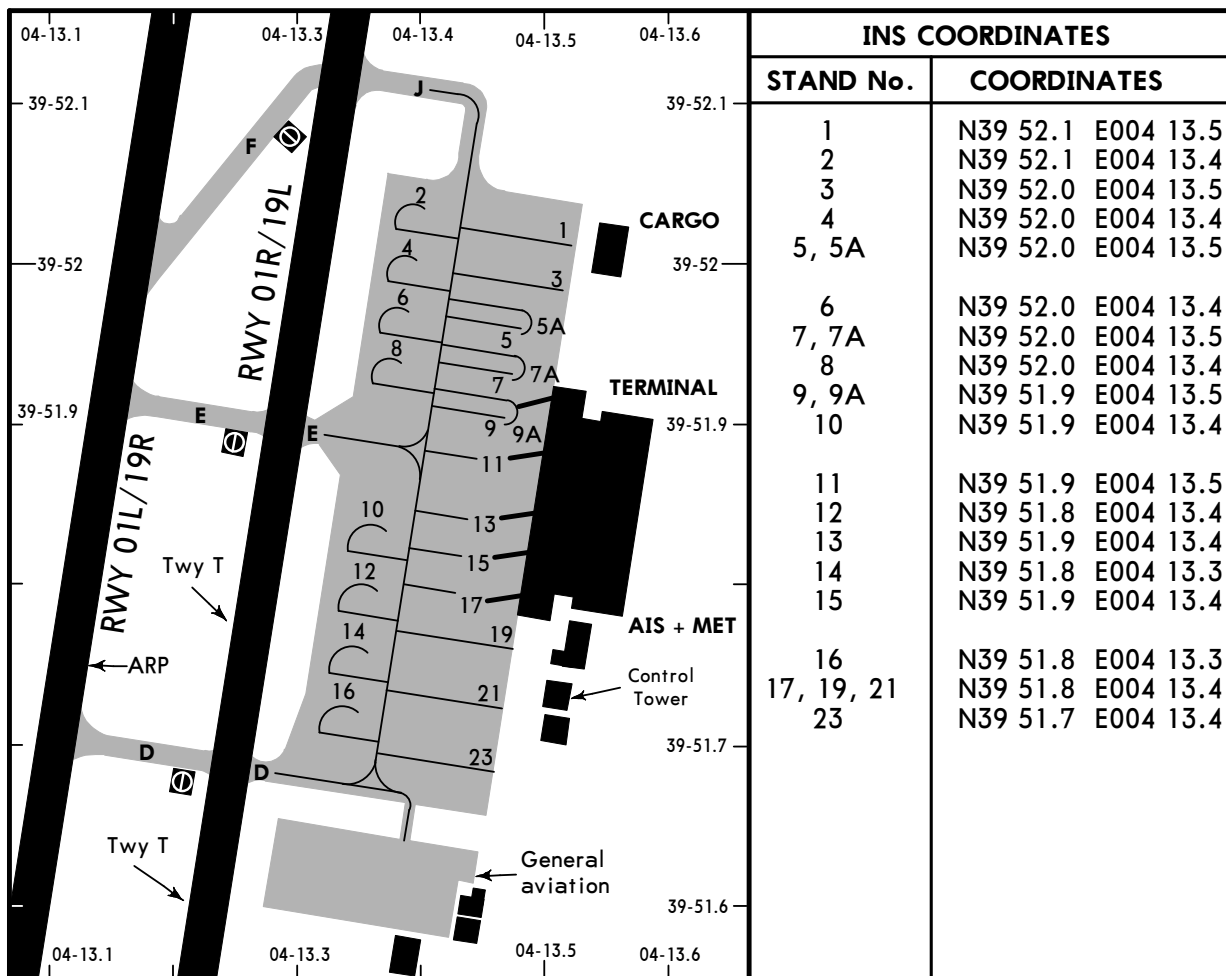 04-13.1
04-13.3
04-13.4
04-13.5
04-13.6
39-52.1
39-52.1
J
F
RWY 01R/19L
2
1
CARGO
4
39-52
39-52
3
6
5A
5
8
7A
7
TERMINAL
39-51.9
39-51.9
E
E
9
9A
11
RWY 01L/19R
10
13
15
Twy T
12
17
AIS + MET
14
19
ARP
Control
Tower
16
21
39-51.7
D
23
D
Twy T
General
aviation
39-51.6
04-13.1
04-13.3
04-13.5
04-13.6
INS COORDINATES
STAND No. COORDINATES
1 N39 52.1 E004 13.5
2 N39 52.1 E004 13.4
3 N39 52.0 E004 13.5
4 N39 52.0 E004 13.4
5, 5A N39 52.0 E004 13.5
6 N39 52.0 E004 13.4
7, 7A N39 52.0 E004 13.5
8 N39 52.0 E004 13.4
9, 9A N39 51.9 E004 13.5
10 N39 51.9 E004 13.4
11 N39 51.9 E004 13.5
12 N39 51.8 E004 13.4
13 N39 51.9 E004 13.4
14 N39 51.8 E004 13.3
15 N39 51.9 E004 13.4
16 N39 51.8 E004 13.3
17, 19, 21 N39 51.8 E004 13.4
23 N39 51.7 E004 13.4